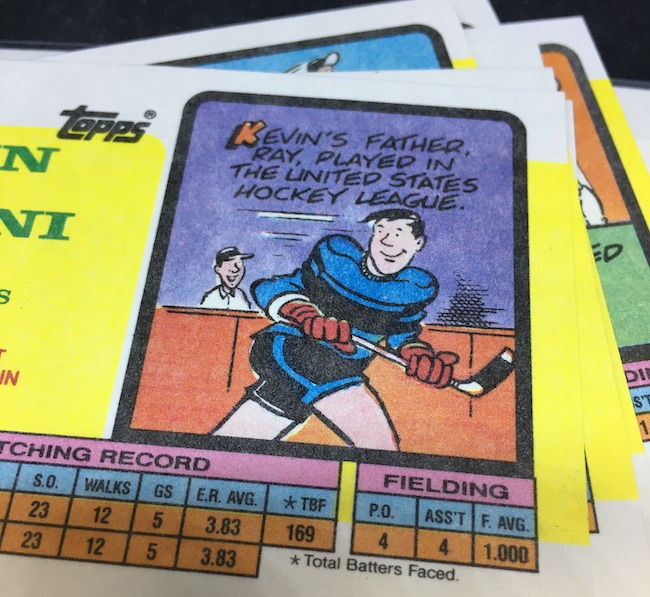 topps®
N
NI
S
T
IN
KEVIN'S FATHER,
RAY, PLAYED IN
THE UNITED STATES
HOCKEY LEAGUE.
ED
TCHING RECORD
S.O. WALKS GS E.R. AVG. *TBF
23 12 5 3.83 169
23 12 5 3.83
*Total Batters Faced.
FIELDING
P.O. ASS'T F. AVG.
4 4 1.000
DI
S'T
1